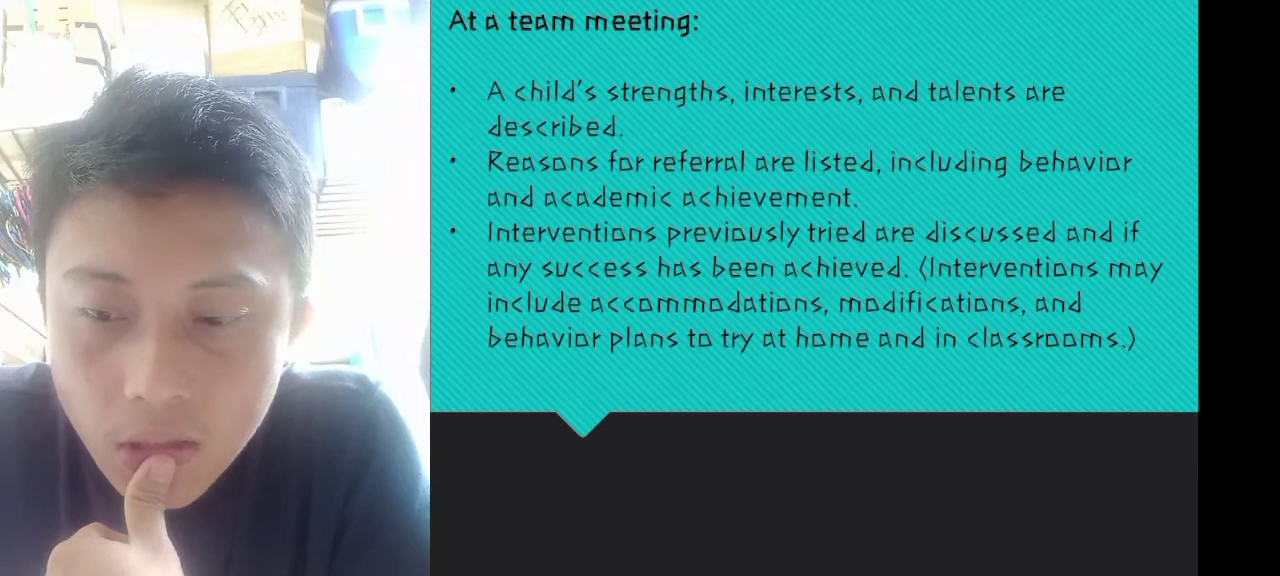 At a team meeting:
• A child's strengths, interests, and talents are
described.
• Reasons for referral are listed, including behavior
and academic achievement.
• Interventions previously tried are discussed and if
any success has been achieved. (Interventions may
include accommodations, modifications, and
behavior plans to try at home and in classrooms.)